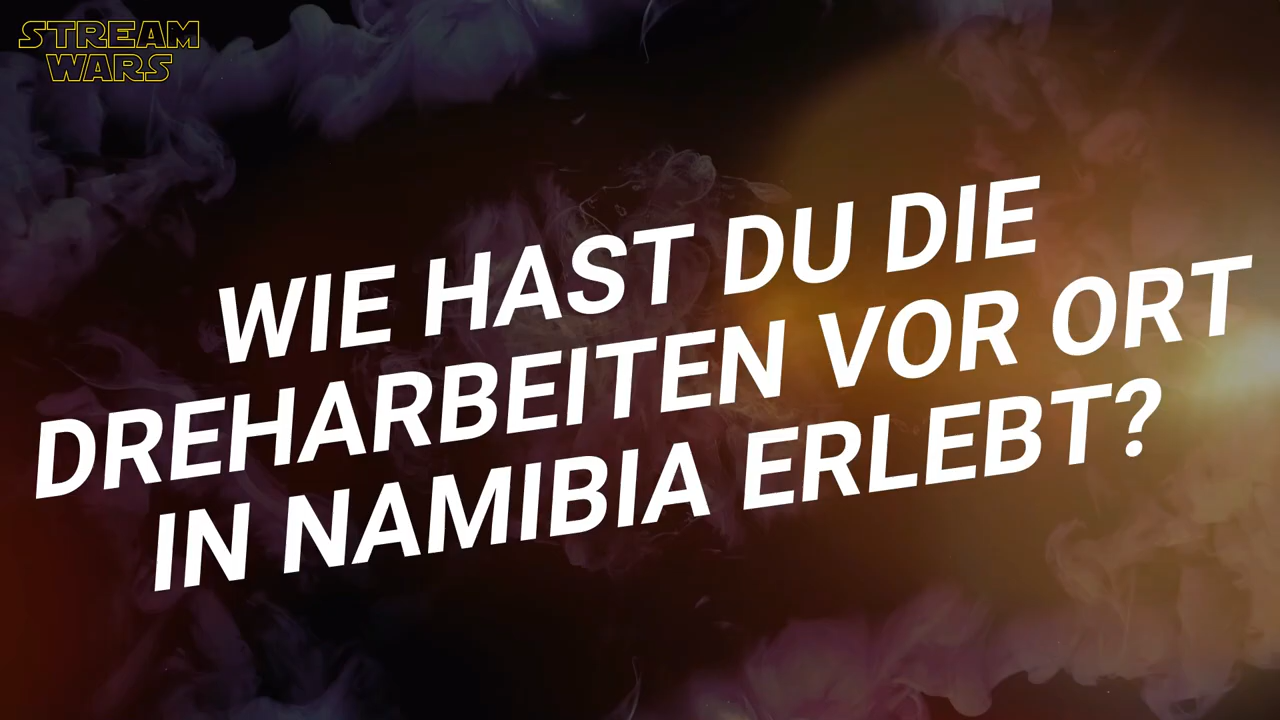 STREAM
WARS
WIE HAST DU DIE
DREHARBEITEN VOR ORT
IN NAMIBIA ERLEBT?